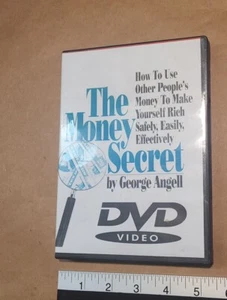 How To Use
Other People's
Money To Make
Yourself Rich
Safely, Easily,
Effectively
The
Money
Secret
by George Angell
DVD
VIDEO
1 2 3 4 5